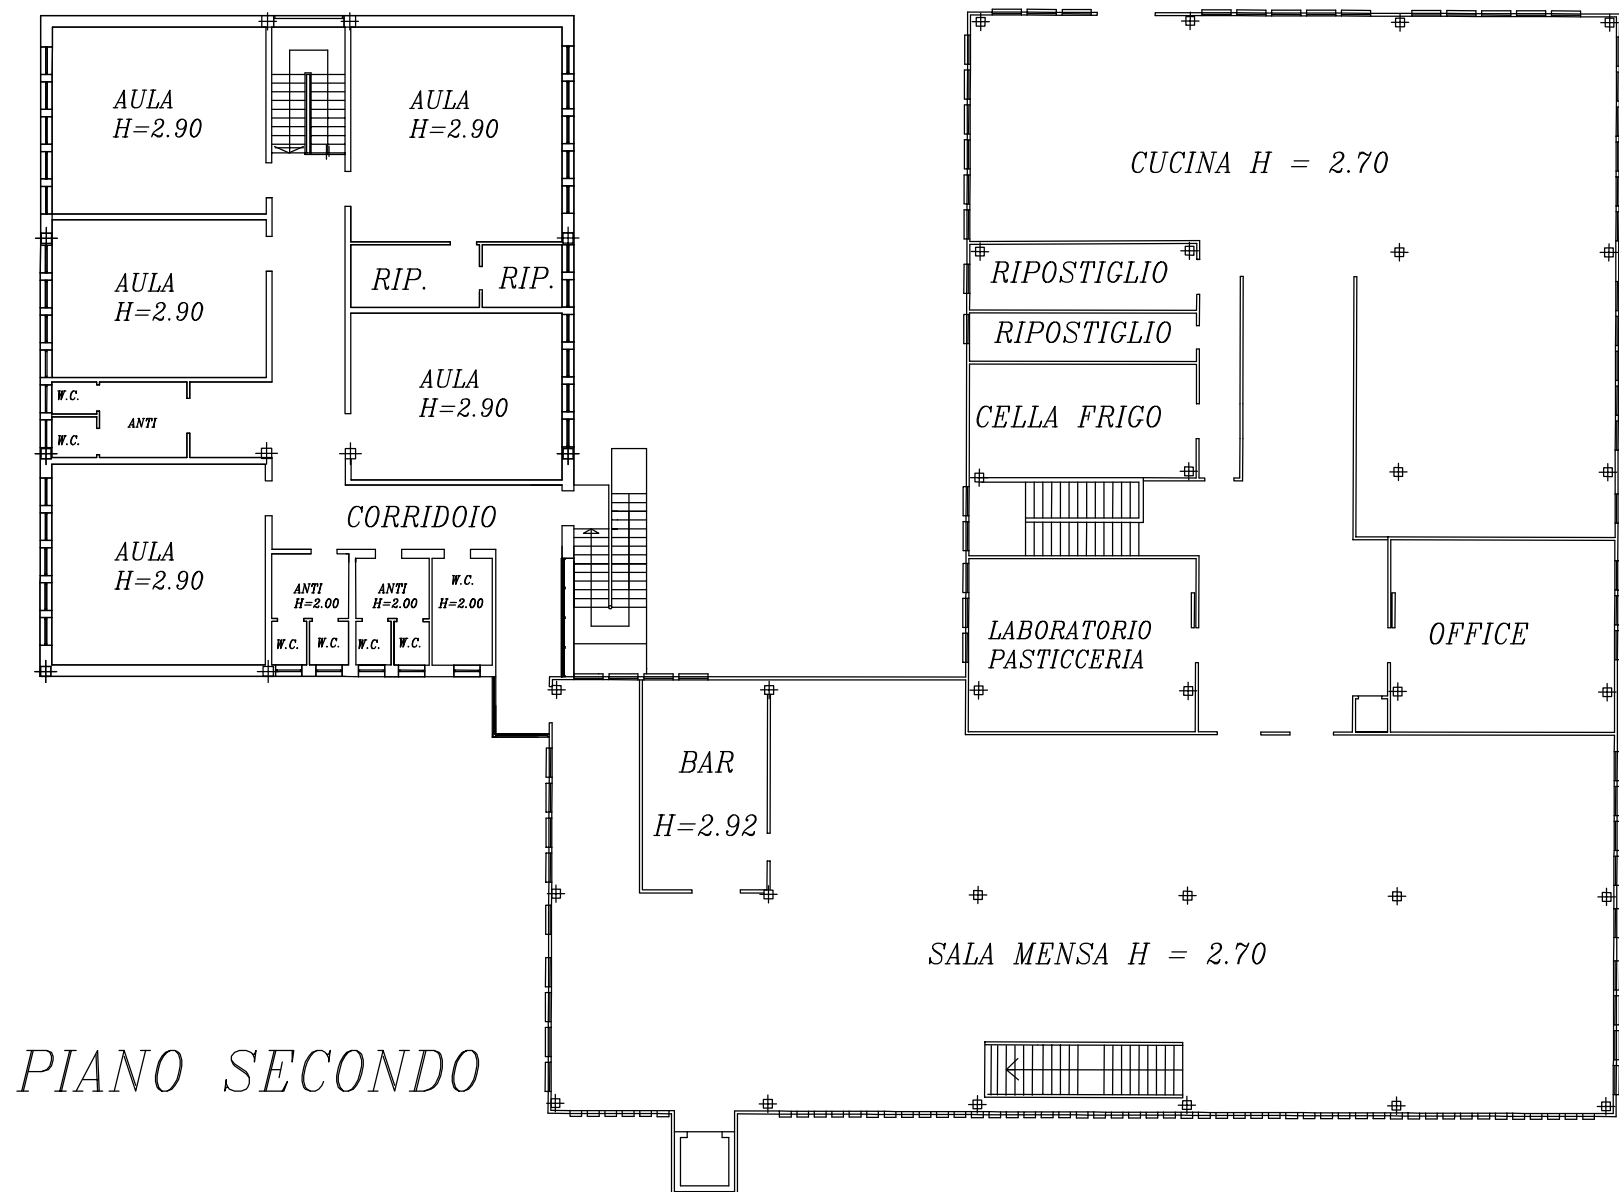 AULA
H=2.90
AULA
H=2.90
CUCINA H = 2.70
AULA
H=2.90
RIP.
RIP.
RIPOSTIGLIO
RIPOSTIGLIO
AULA
H=2.90
W.C.
W.C.
ANTI
CELLA FRIGO
AULA
H=2.90
CORRIDOIO
ANTI
H=2.00
ANTI
H=2.00
W.C.
H=2.00
W.C.
W.C.
W.C.
W.C.
LABORATORIO
PASTICCERIA
OFFICE
BAR
H=2.92
SALA MENSA H = 2.70
PIANO SECONDO